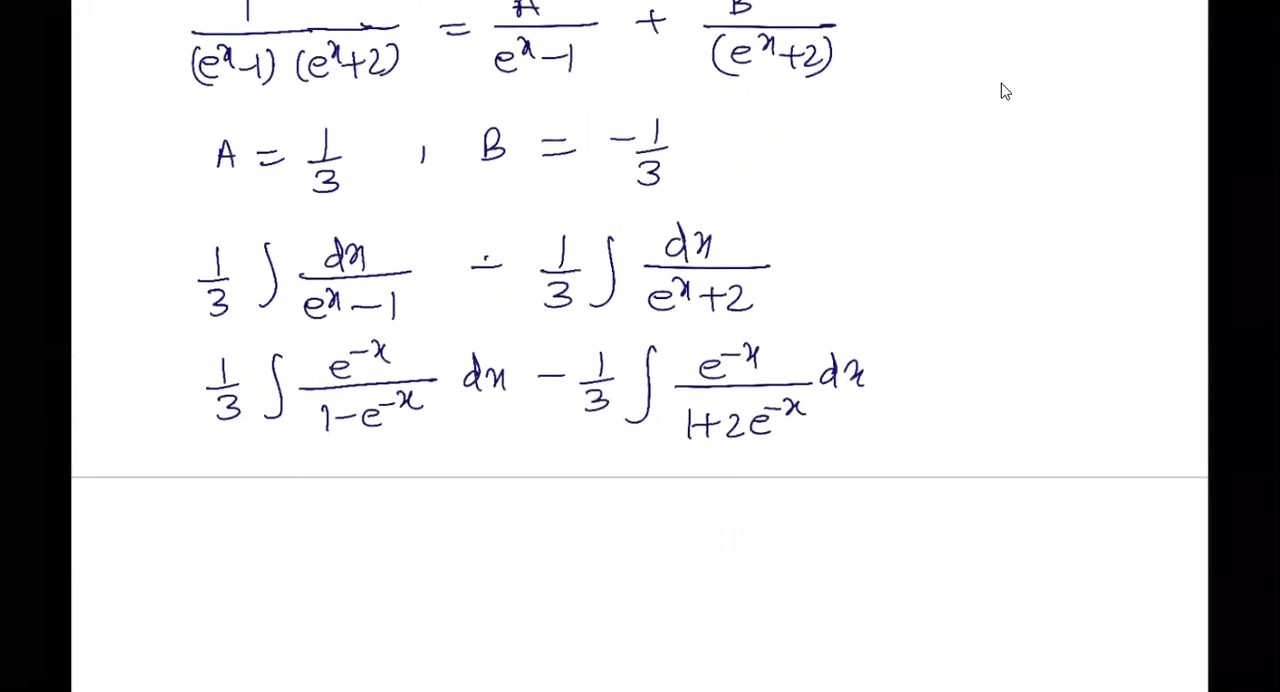 1/((e^x-1) (e^x+2)) = A/(e^x-1) + B/(e^x+2)
A = 1/3 , B = -1/3
1/3 ∫ dx/(e^x-1) - 1/3 ∫ dx/(e^x+2)
1/3 ∫ e^-x/(1-e^-x) dx - 1/3 ∫ e^-x/(1+2e^-x) dx